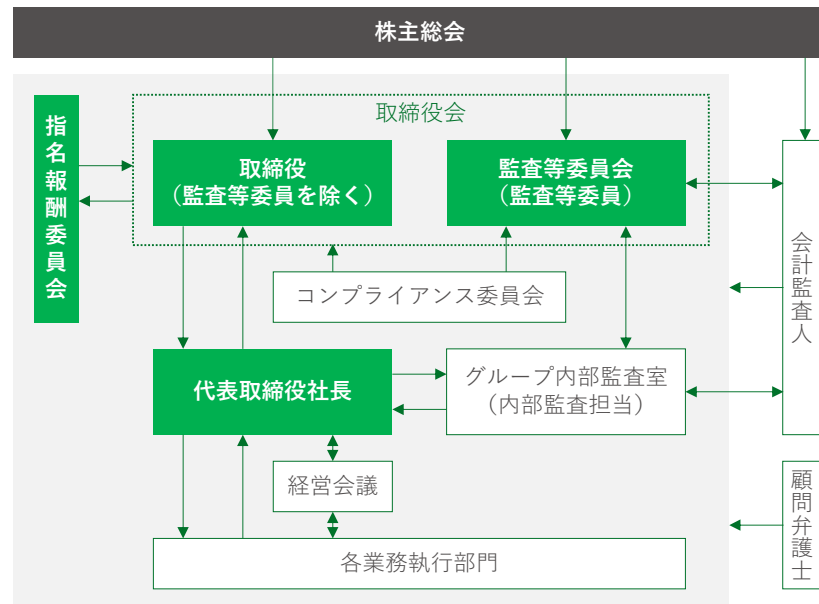 株主総会
取締役会
指名報酬委員会
取締役
（監査等委員を除く）
監査等委員会
（監査等委員）
会計監査人
コンプライアンス委員会
代表取締役社長
グループ内部監査室
（内部監査担当）
経営会議
顧問弁護士
各業務執行部門